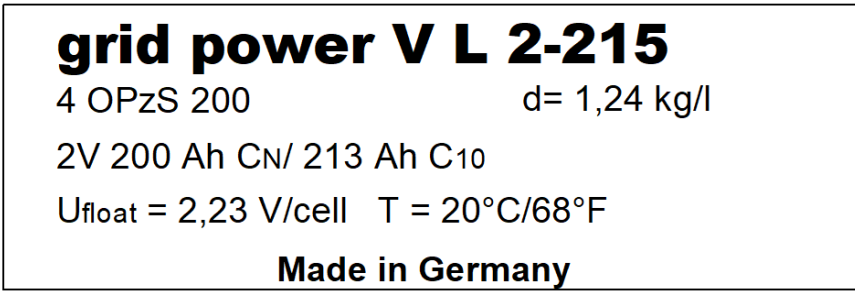 grid power V L 2-215
4 OPzS 200 d= 1,24 kg/l
2V 200 Ah CN/ 213 Ah C10
Ufloat = 2,23 V/cell T = 20°C/68°F
Made in Germany